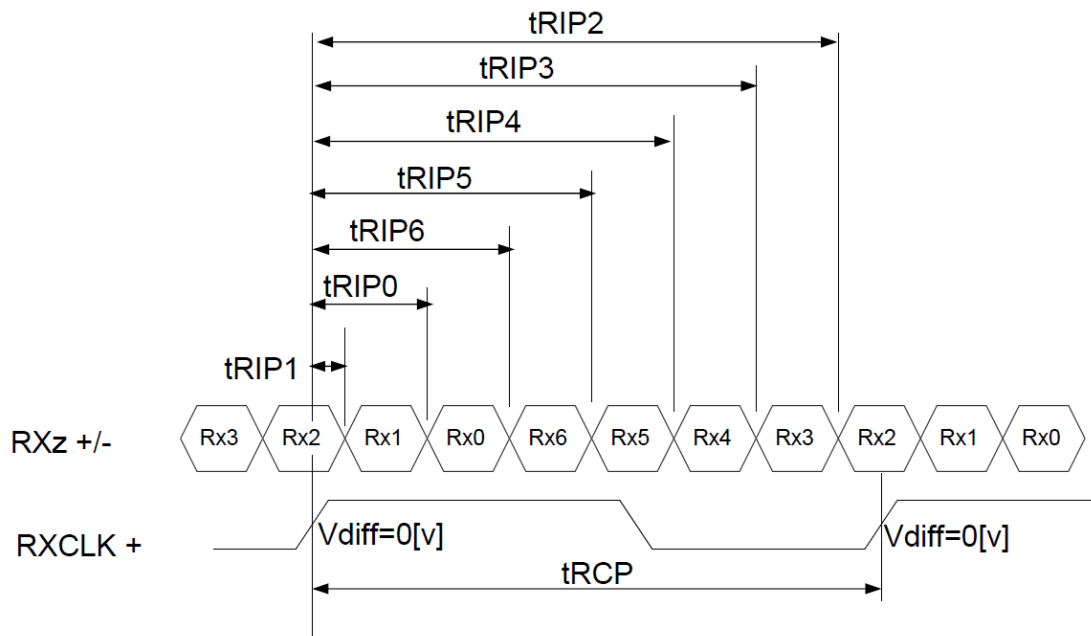 tRIP2
tRIP3
tRIP4
tRIP5
tRIP6
tRIP0
tRIP1
RXz +/- Rx3 Rx2 Rx1 Rx0 Rx6 Rx5 Rx4 Rx3 Rx2 Rx1 Rx0
RXCLK + Vdiff=0[v] Vdiff=0[v]
tRCP